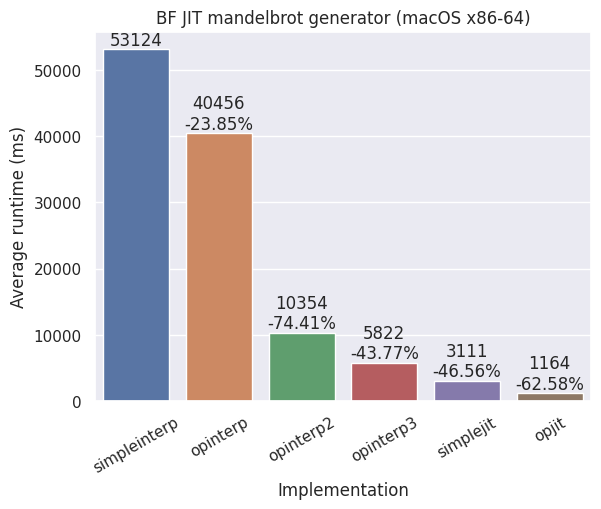 BF JIT mandelbrot generator (macOS x86-64)
Average runtime (ms)
50000
40000
30000
20000
10000
0
53124
40456
-23.85%
10354
-74.41%
5822
-43.77%
3111
-46.56%
1164
-62.58%
simpleinterp
opinterp
opinterp2
opinterp3
simplejit
opjit
Implementation